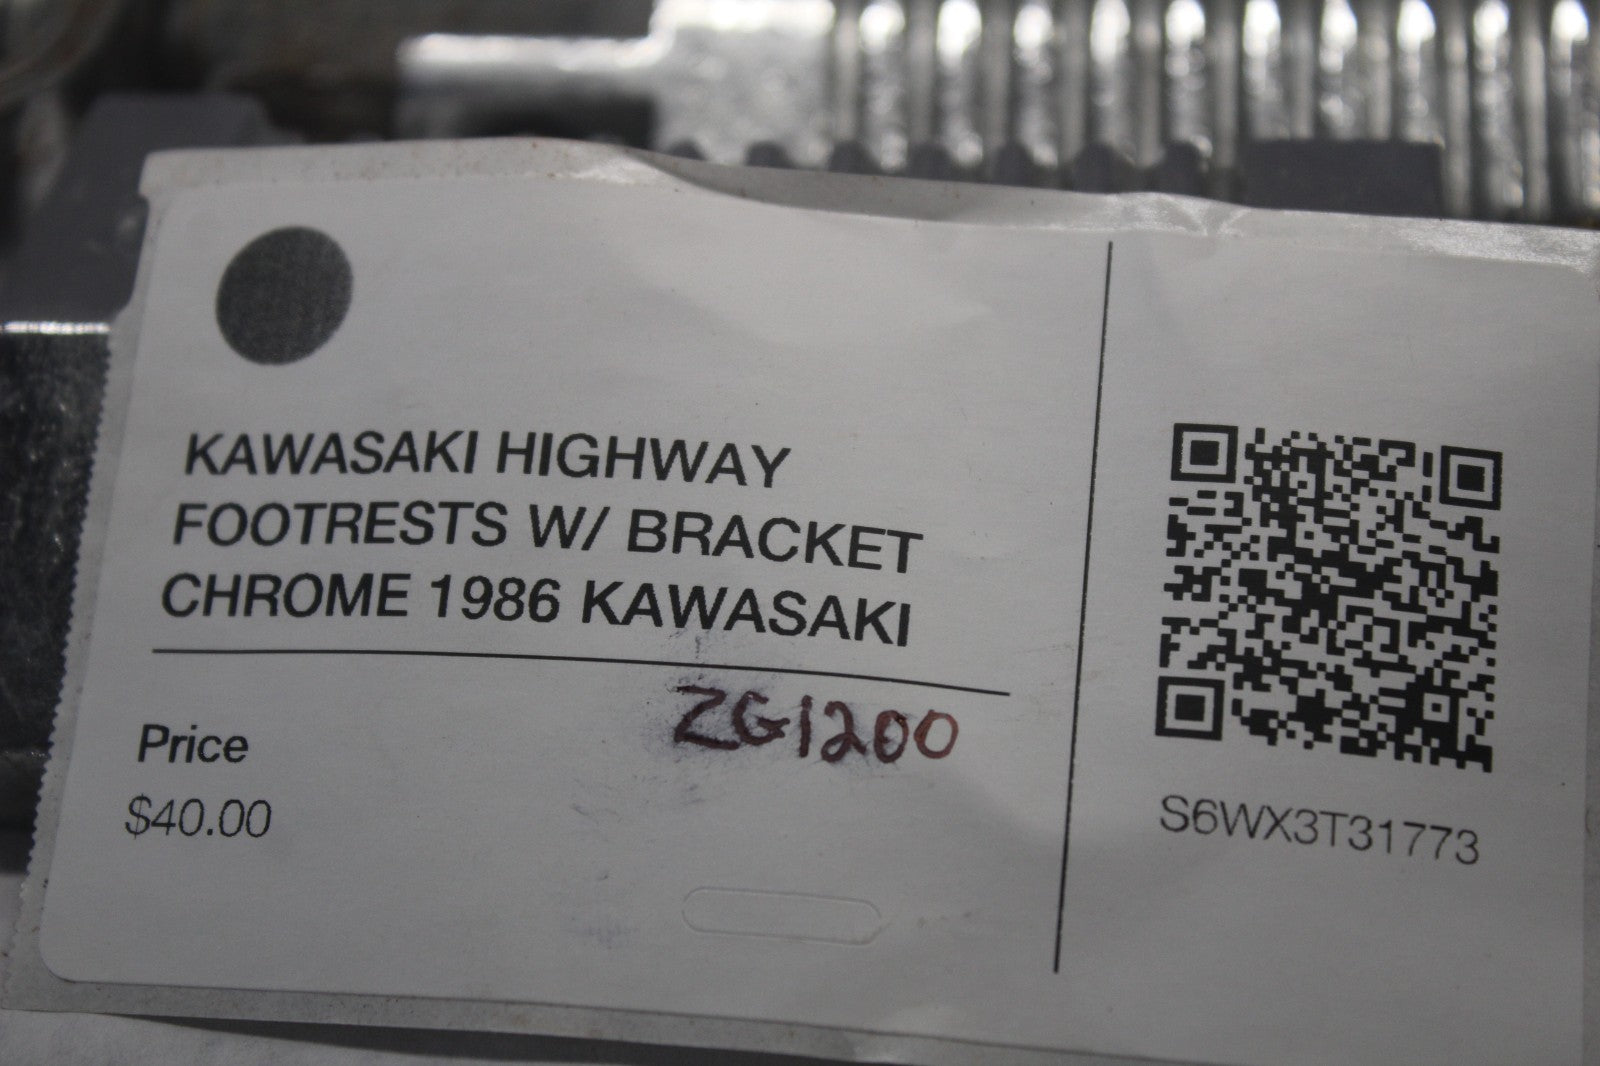 KAWASAKI HIGHWAY
FOOTRESTS W/ BRACKET
CHROME 1986 KAWASAKI
ZG1200
Price
$40.00
S6WX3T31773